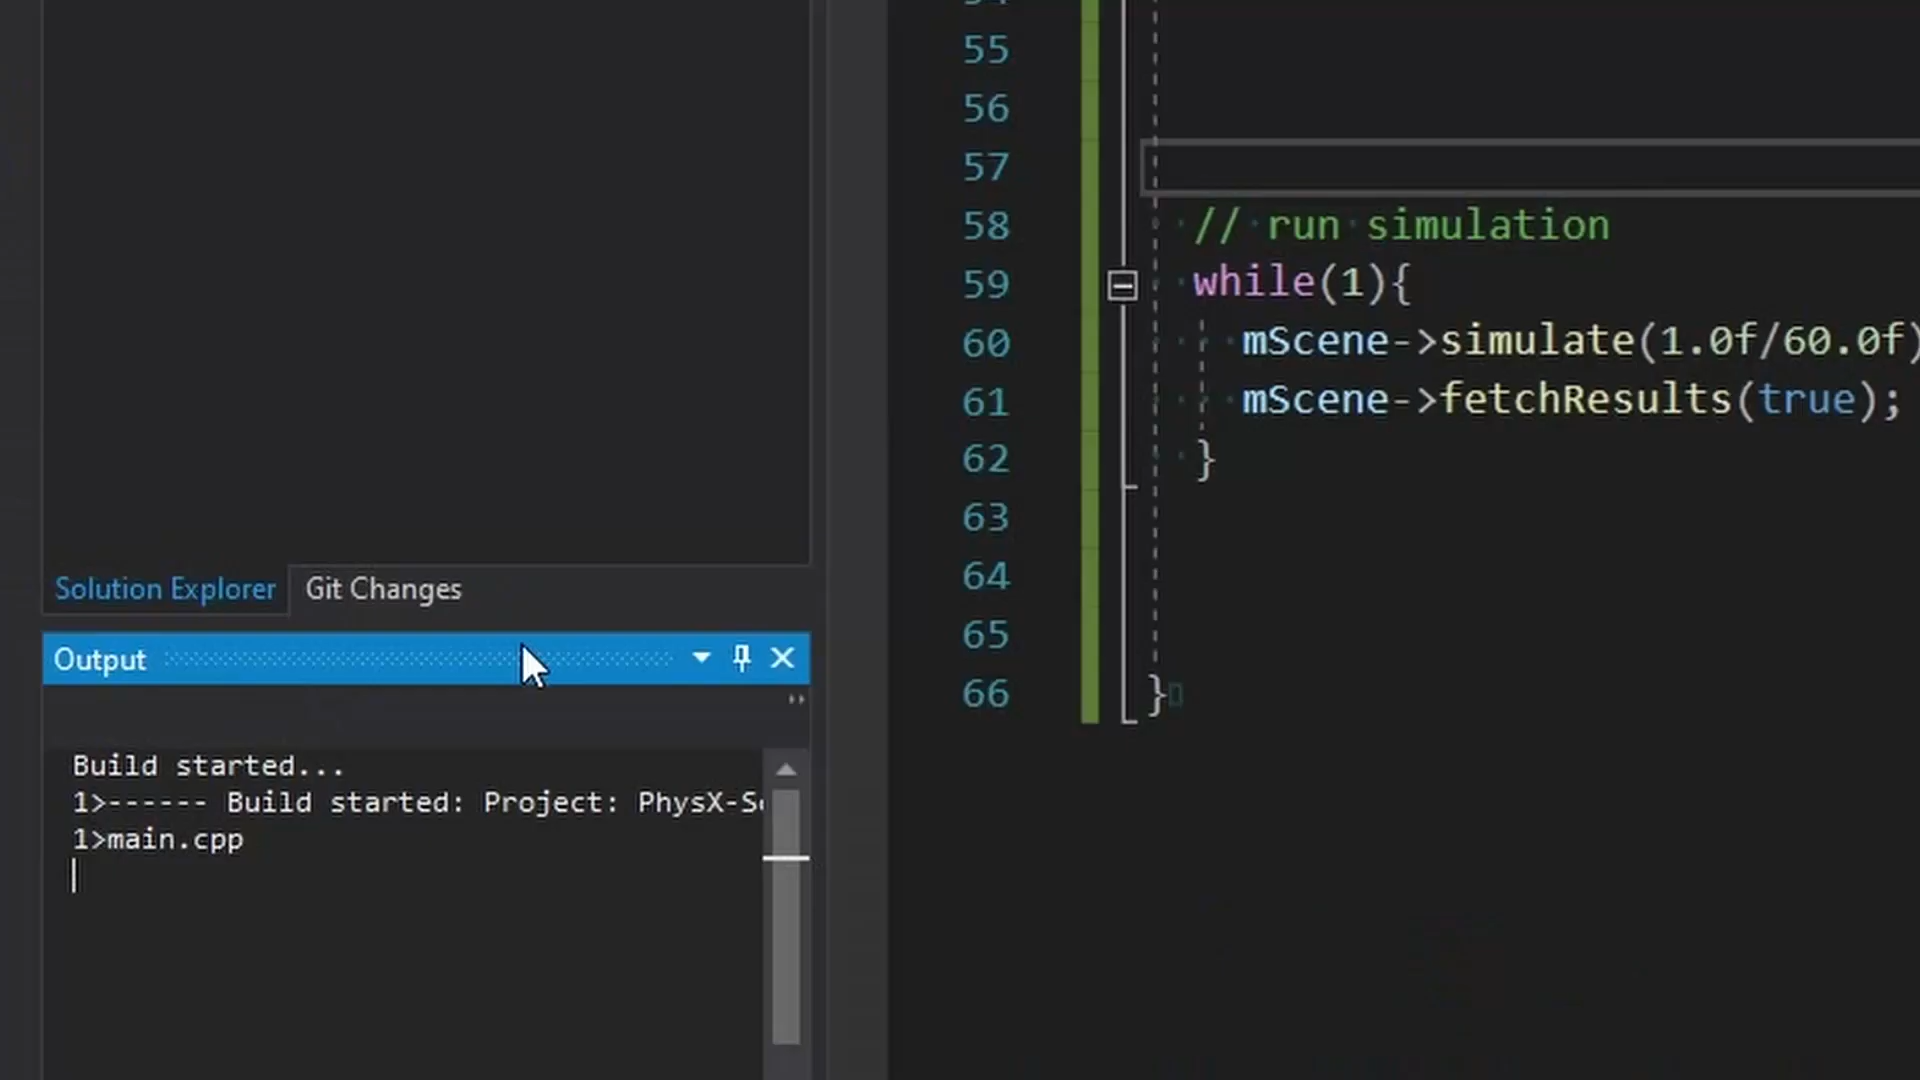 55
56
57
58 // run simulation
59 while(1){
60 mScene->simulate(1.0f/60.0f)
61 mScene->fetchResults(true);
62 }
63
64
65
66 }
Solution Explorer Git Changes
Output
Build started...
1>------ Build started: Project: PhysX-S
1>main.cpp